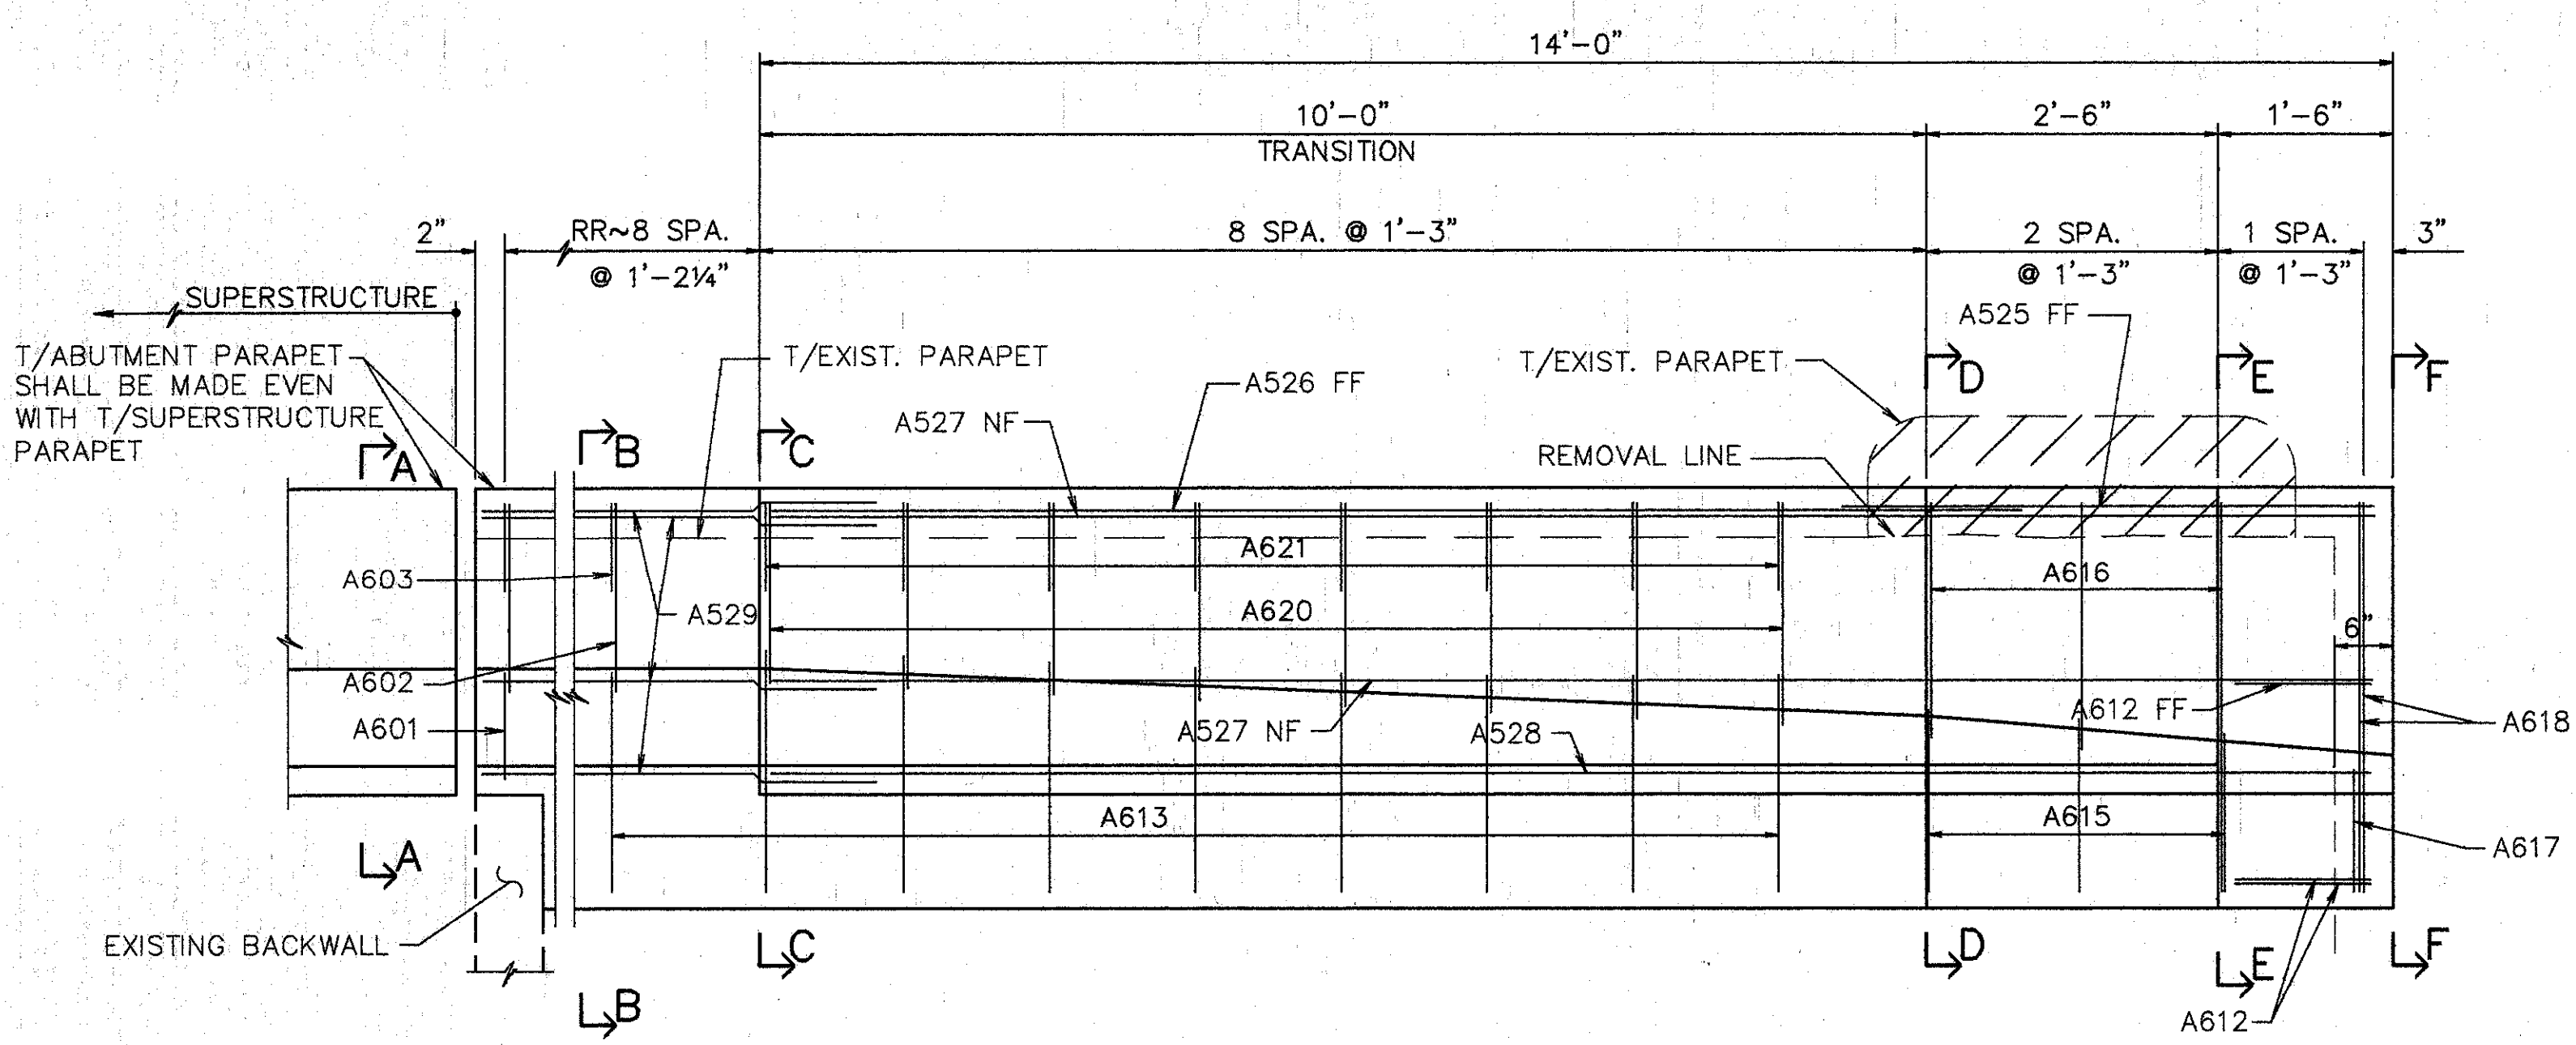 14'-0"
10'-0"
TRANSITION
2'-6"
1'-6"
2"
RR~8 SPA.
@ 1'-2¼"
8 SPA. @ 1'-3"
2 SPA.
@ 1'-3"
1 SPA.
@ 1'-3"
3"
SUPERSTRUCTURE
T/ABUTMENT PARAPET
SHALL BE MADE EVEN
WITH T/SUPERSTRUCTURE
PARAPET
T/EXIST. PARAPET
A526 FF
A527 NF
T/EXIST. PARAPET
A525 FF
REMOVAL LINE
A
B
C
D
E
F
A603
A529
A602
A601
A621
A620
A616
6"
A527 NF
A528
A612 FF
A618
A613
A615
A617
EXISTING BACKWALL
A
B
C
D
E
F
A612